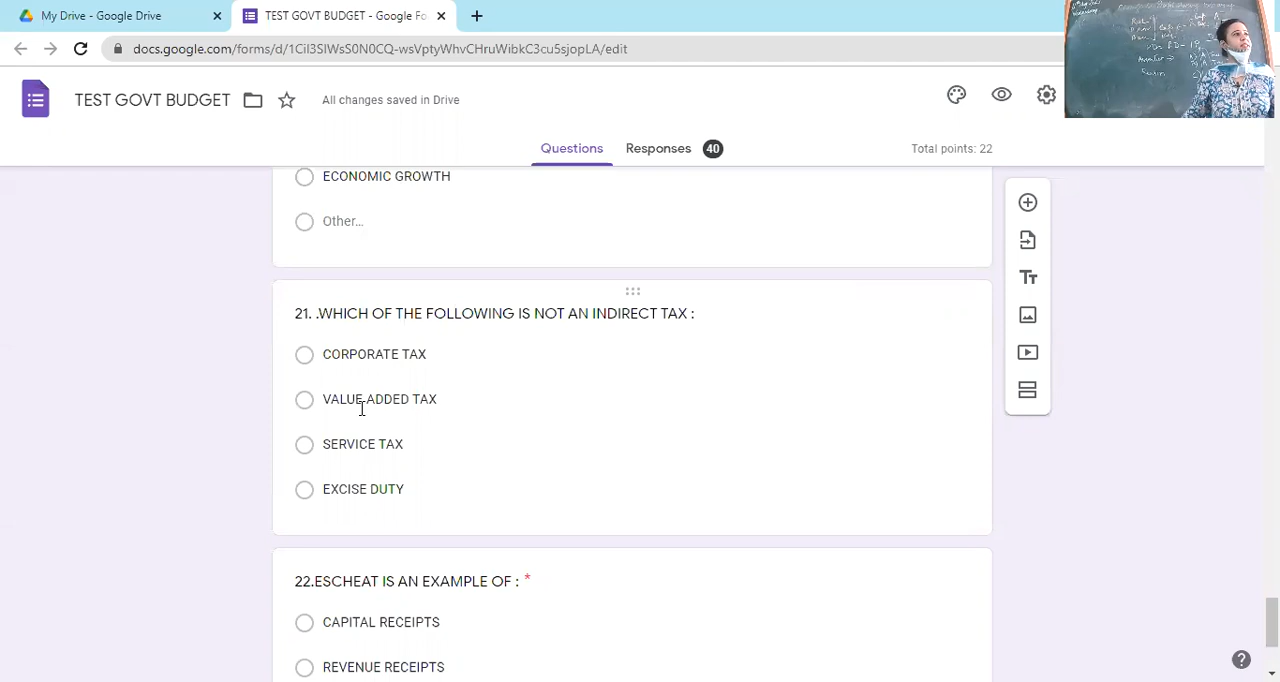 My Drive - Google Drive
TEST GOVT BUDGET - Google Fo
docs.google.com/forms/d/1CiI3SIWsS0N0CQ-wsVptyWhvCHruWibkC3cu5sjopLA/edit
TEST GOVT BUDGET
All changes saved in Drive
Questions
Responses 40
Total points: 22
ECONOMIC GROWTH
Other...
21. .WHICH OF THE FOLLOWING IS NOT AN INDIRECT TAX :
CORPORATE TAX
VALUE ADDED TAX
SERVICE TAX
EXCISE DUTY
22.ESCHEAT IS AN EXAMPLE OF : *
CAPITAL RECEIPTS
REVENUE RECEIPTS